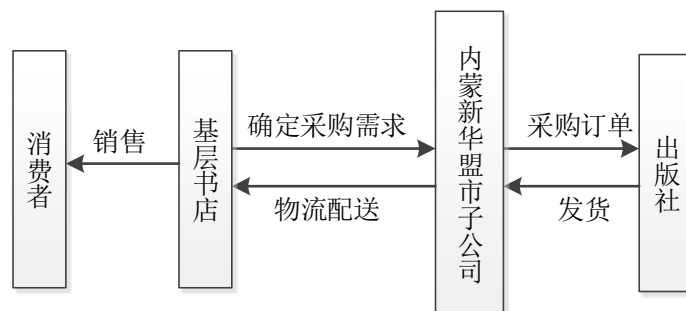 消费者
销售
基层书店
确定采购需求
物流配送
内蒙新华盟市子公司
采购订单
发货
出版社